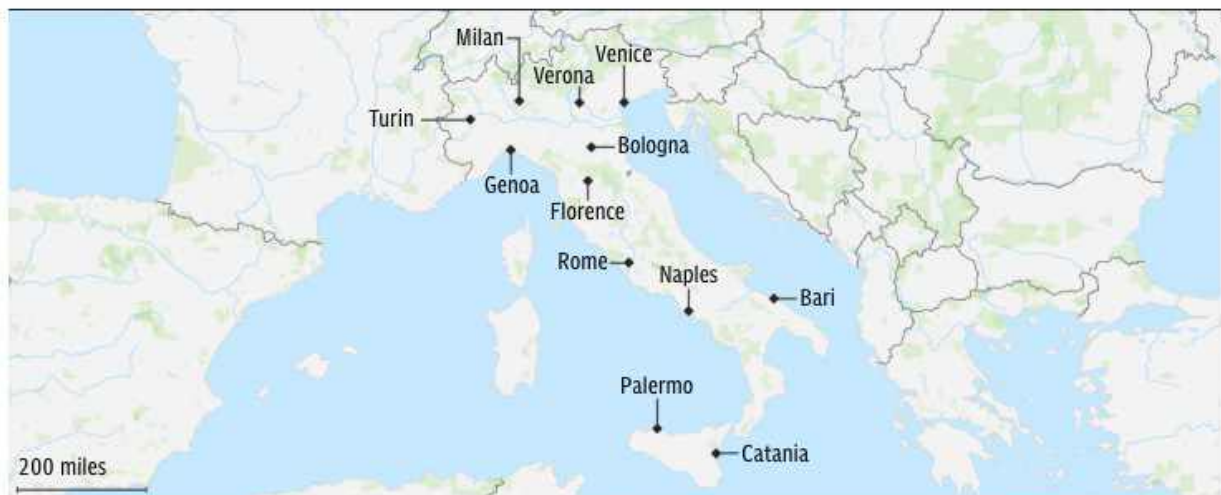 Milan
Venice
Verona
Turin
Bologna
Genoa
Florence
Rome
Naples
Bari
Palermo
Catania
200 miles